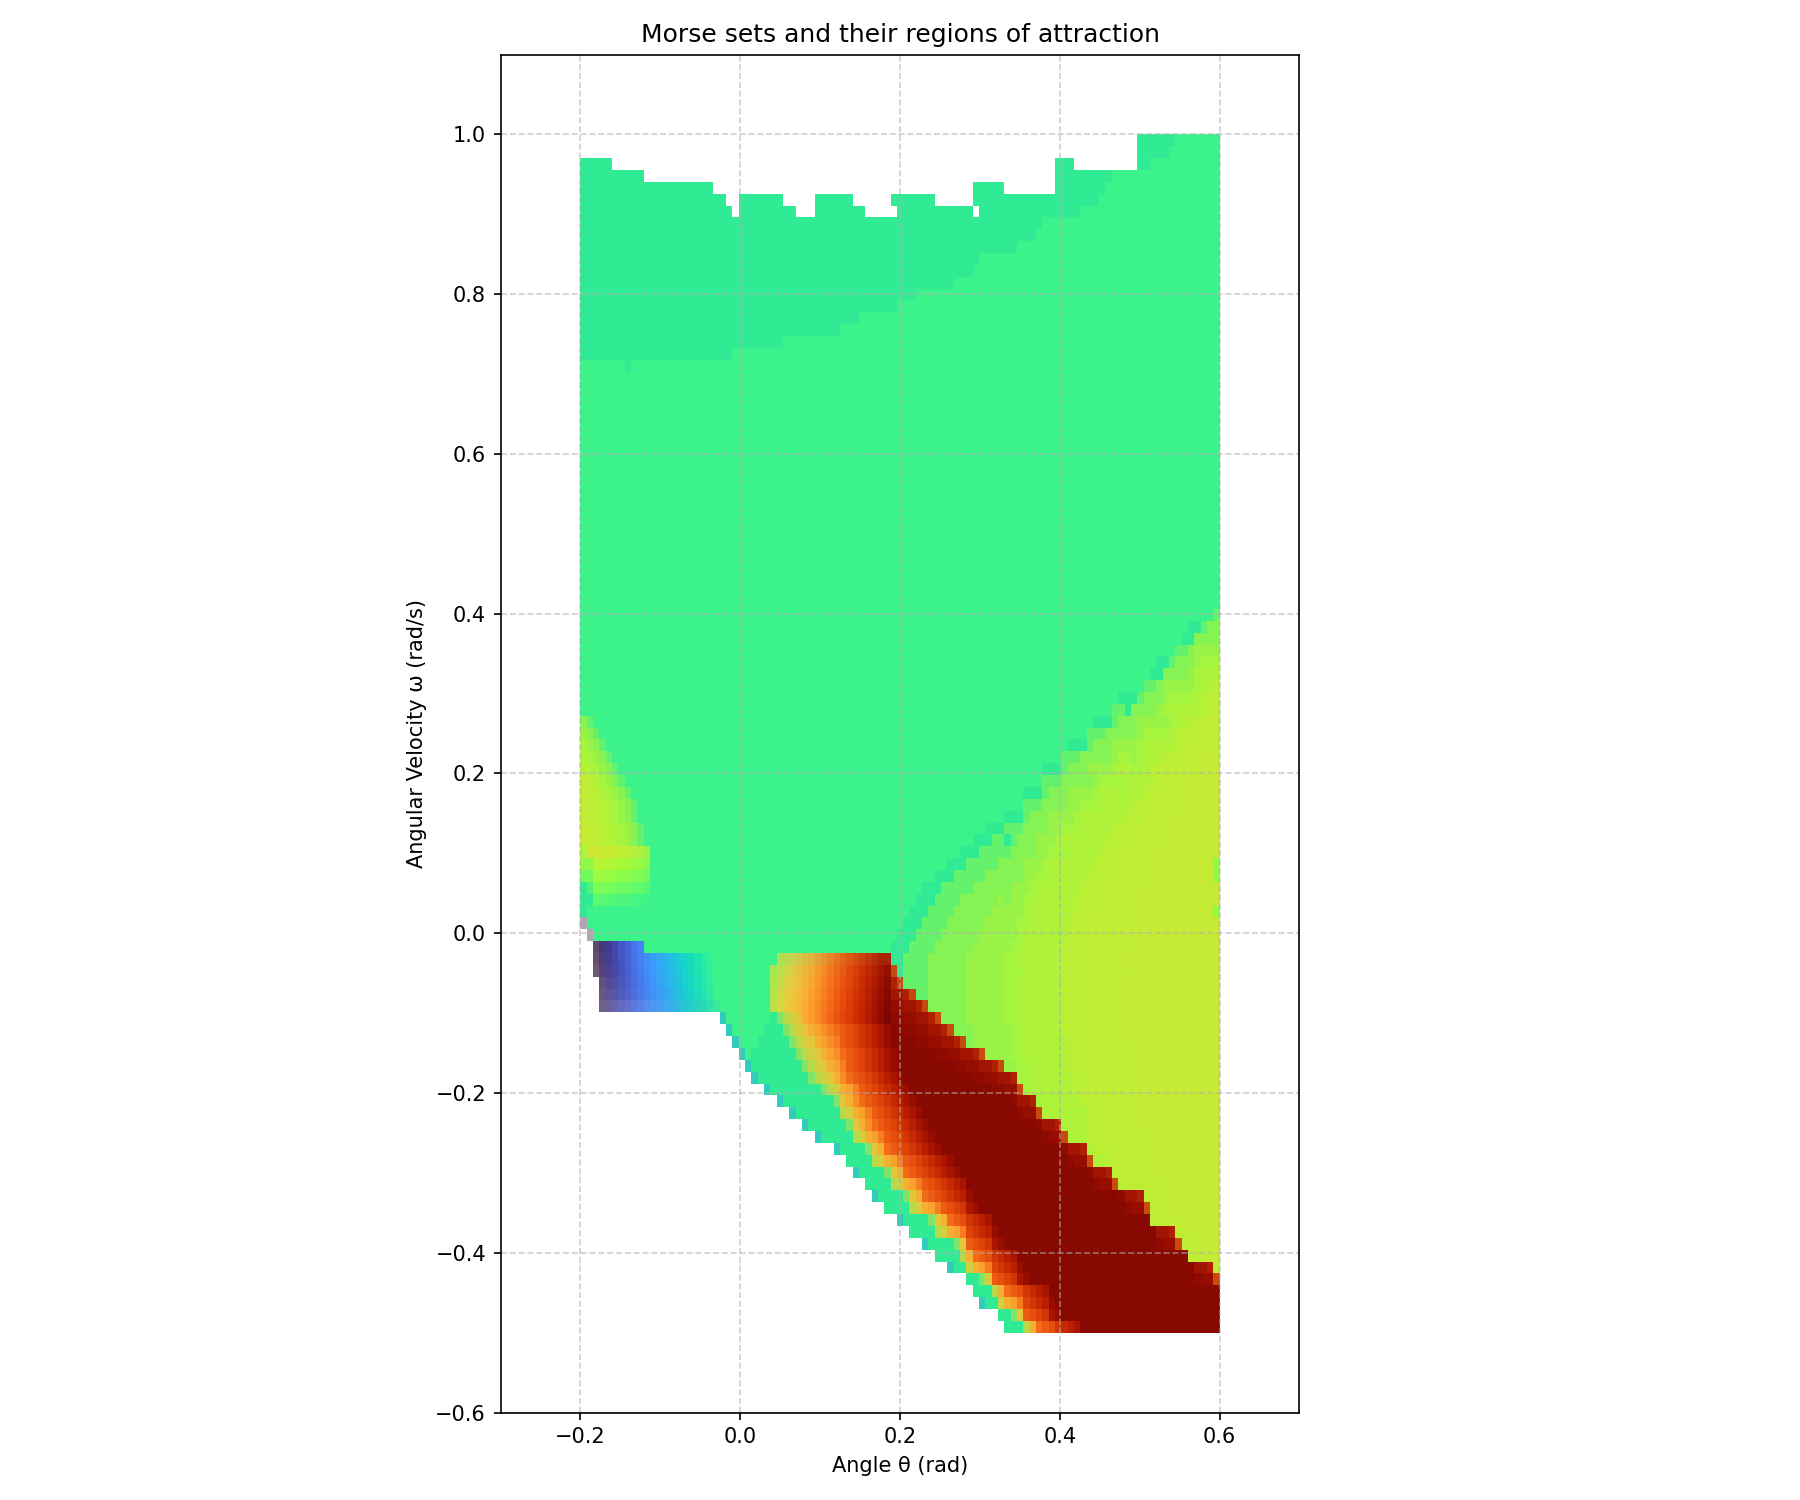 Morse sets and their regions of attraction
1.0
0.8
0.6
0.4
0.2
0.0
−0.2
−0.4
−0.6
Angular Velocity ω (rad/s)
−0.2 0.0 0.2 0.4 0.6
Angle θ (rad)